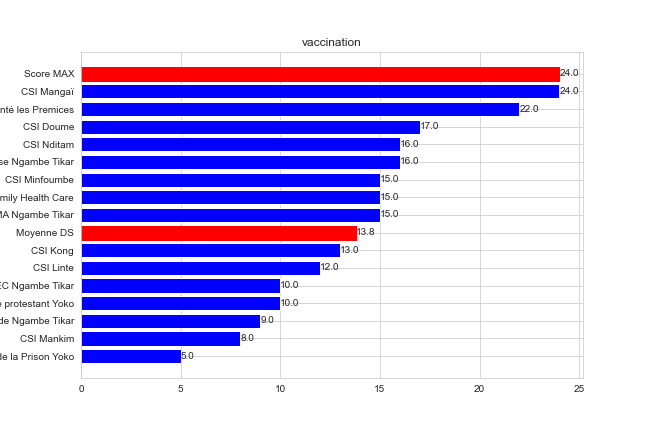 vaccination
Score MAX 24.0
CSI Mangaï 24.0
nté les Premices 22.0
CSI Doume 17.0
CSI Nditam 16.0
se Ngambe Tikar 16.0
CSI Minfoumbe 15.0
mily Health Care 15.0
MA Ngambe Tikar 15.0
Moyenne DS 13.8
CSI Kong 13.0
CSI Linte 12.0
EC Ngambe Tikar 10.0
protestant Yoko 10.0
de Ngambe Tikar 9.0
CSI Mankim 8.0
de la Prison Yoko 5.0
0 5 10 15 20 25